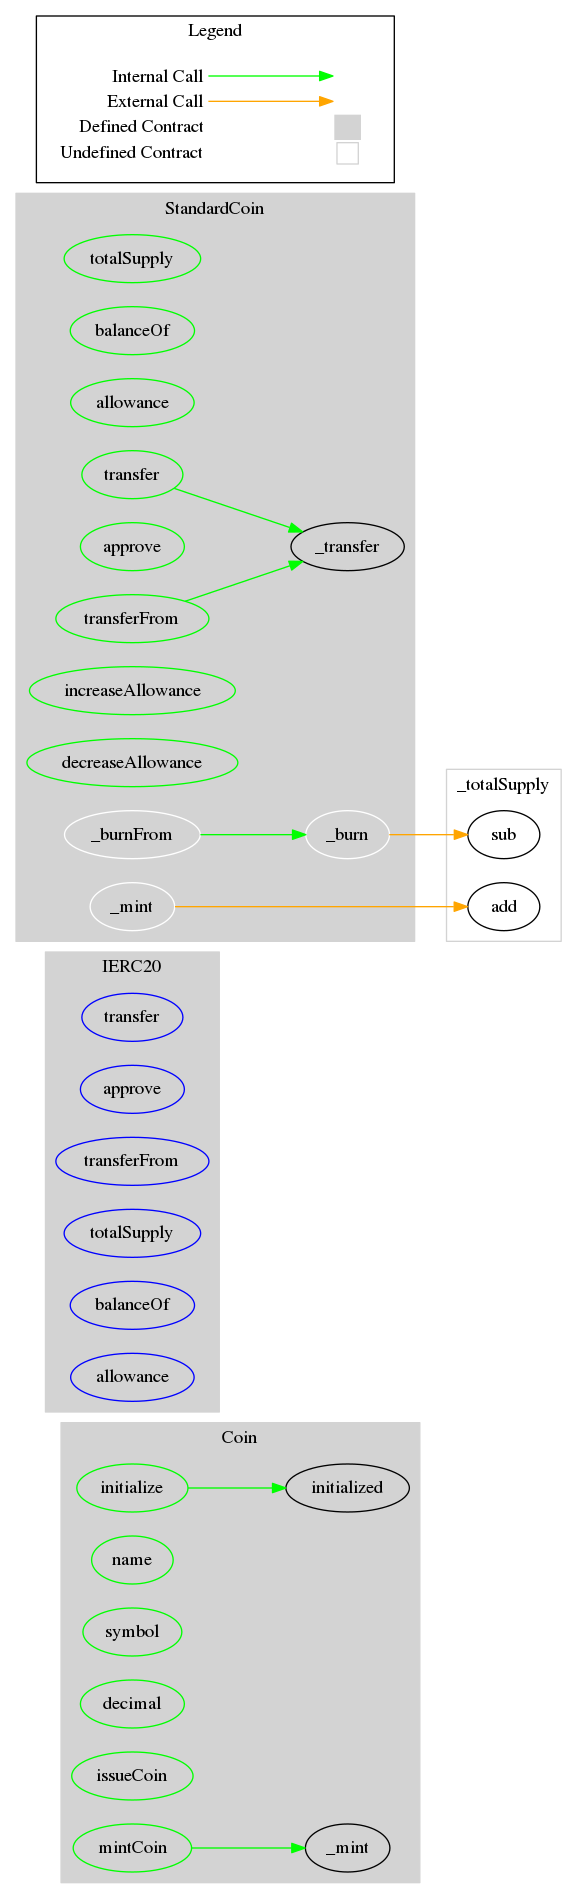 Legend
Internal Call
External Call
Defined Contract
Undefined Contract
StandardCoin
totalSupply
balanceOf
allowance
transfer
approve
_transfer
transferFrom
increaseAllowance
decreaseAllowance
_totalSupply
_burnFrom
_burn
sub
_mint
add
IERC20
transfer
approve
transferFrom
totalSupply
balanceOf
allowance
Coin
initialize
initialized
name
symbol
decimal
issueCoin
mintCoin
_mint